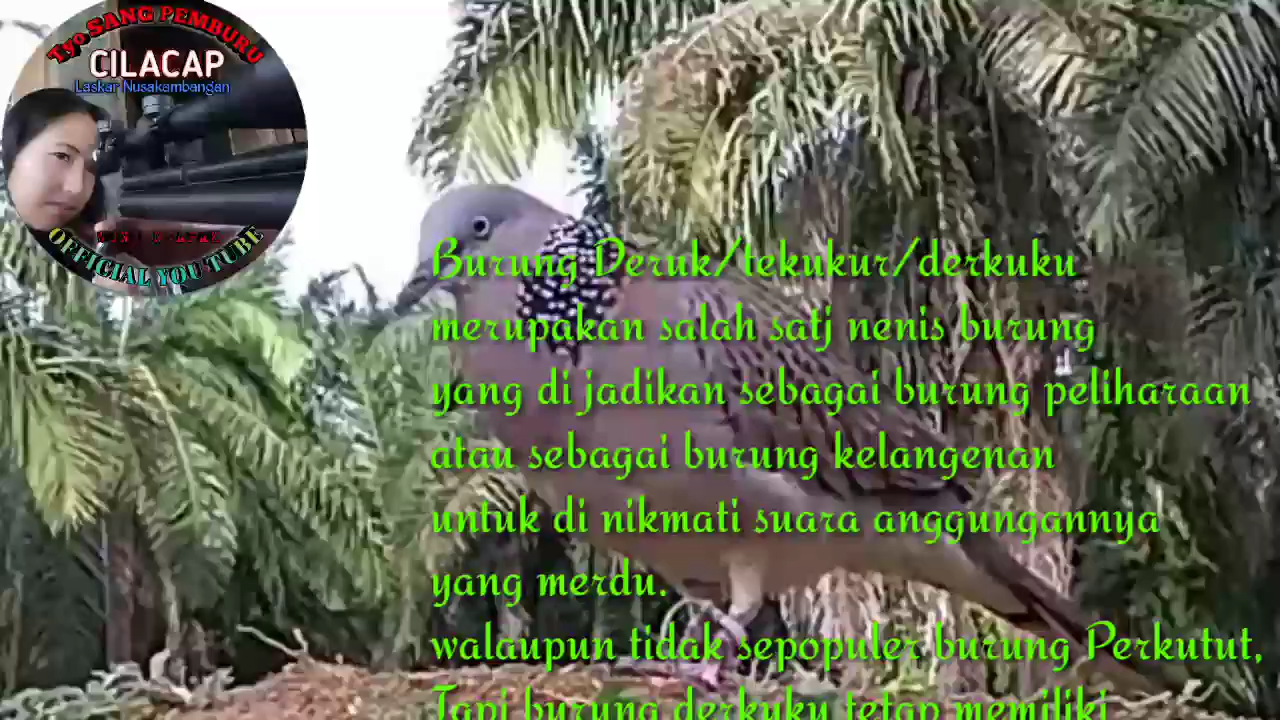 Tyo SANG PEMBURU
CILACAP
Laskar Nusakambangan
OFFICIAL YOU TUBE
Burung Deruk/tekukur/derkuku
merupakan salah satj nenis burung
yang di jadikan sebagai burung peliharaan
atau sebagai burung kelangenan
untuk di nikmati suara anggungannya
yang merdu.
walaupun tidak sepopuler burung Perkutut,
Tapi burung derkuku tetap memiliki